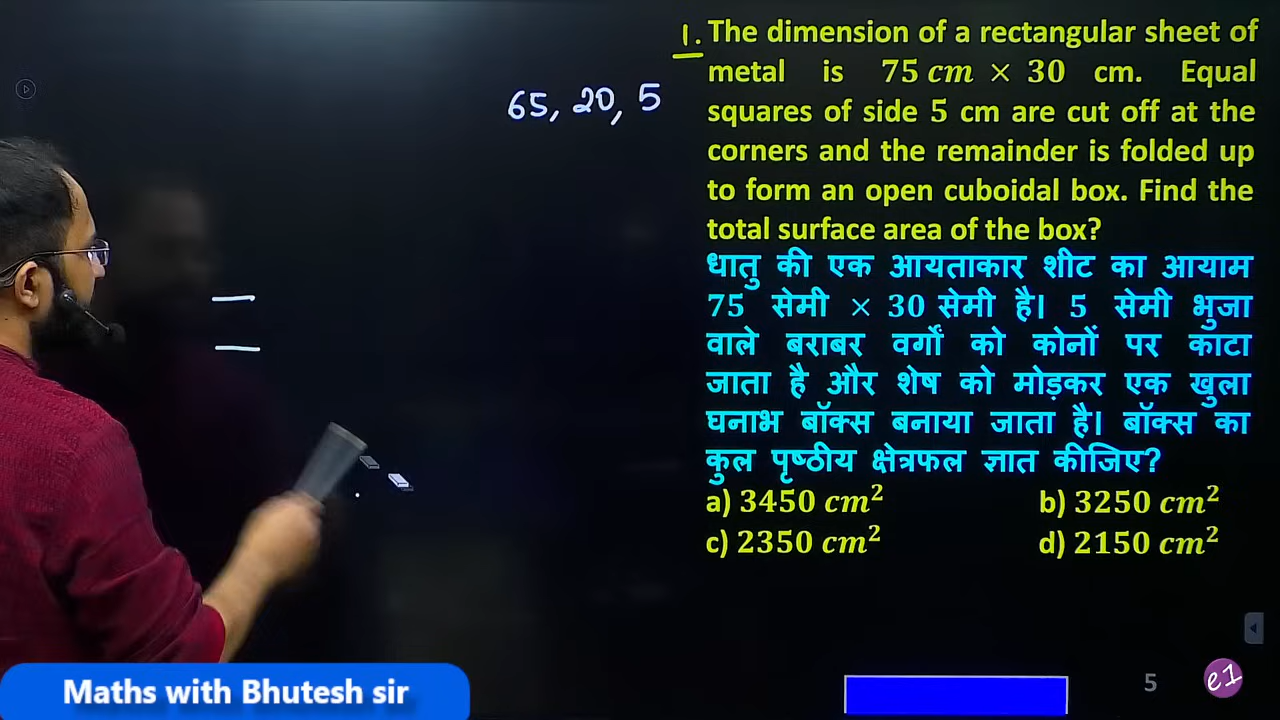 65, 20, 5
1. The dimension of a rectangular sheet of
metal is 75 cm × 30 cm. Equal
squares of side 5 cm are cut off at the
corners and the remainder is folded up
to form an open cuboidal box. Find the
total surface area of the box?
धातु की एक आयताकार शीट का आयाम
75 सेमी × 30 सेमी है। 5 सेमी भुजा
वाले बराबर वर्गों को कोनों पर काटा
जाता है और शेष को मोड़कर एक खुला
घनाभ बॉक्स बनाया जाता है। बॉक्स का
कुल पृष्ठीय क्षेत्रफल ज्ञात कीजिए?
a) 3450 cm² b) 3250 cm²
c) 2350 cm² d) 2150 cm²
Maths with Bhutesh sir
5
e1